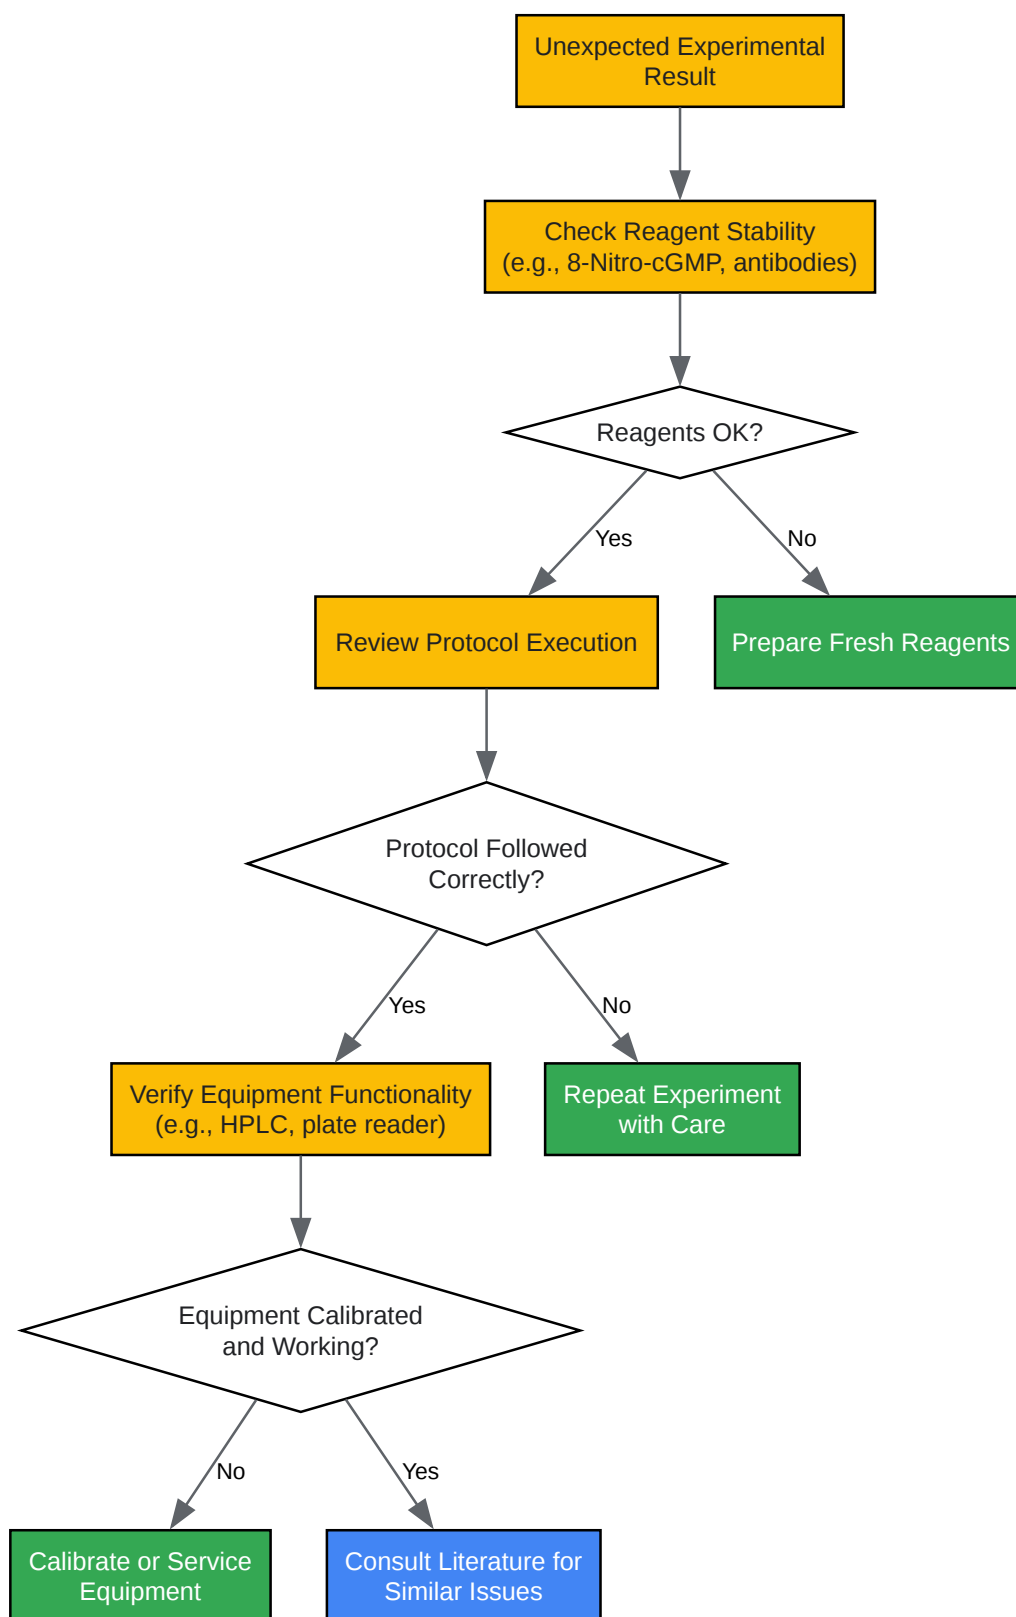 Unexpected Experimental
Result
Check Reagent Stability
(e.g., 8-Nitro-cGMP, antibodies)
Reagents OK?
Yes
No
Review Protocol Execution
Prepare Fresh Reagents
Protocol Followed
Correctly?
Yes
No
Verify Equipment Functionality
(e.g., HPLC, plate reader)
Repeat Experiment
with Care
Equipment Calibrated
and Working?
No
Yes
Calibrate or Service
Equipment
Consult Literature for
Similar Issues